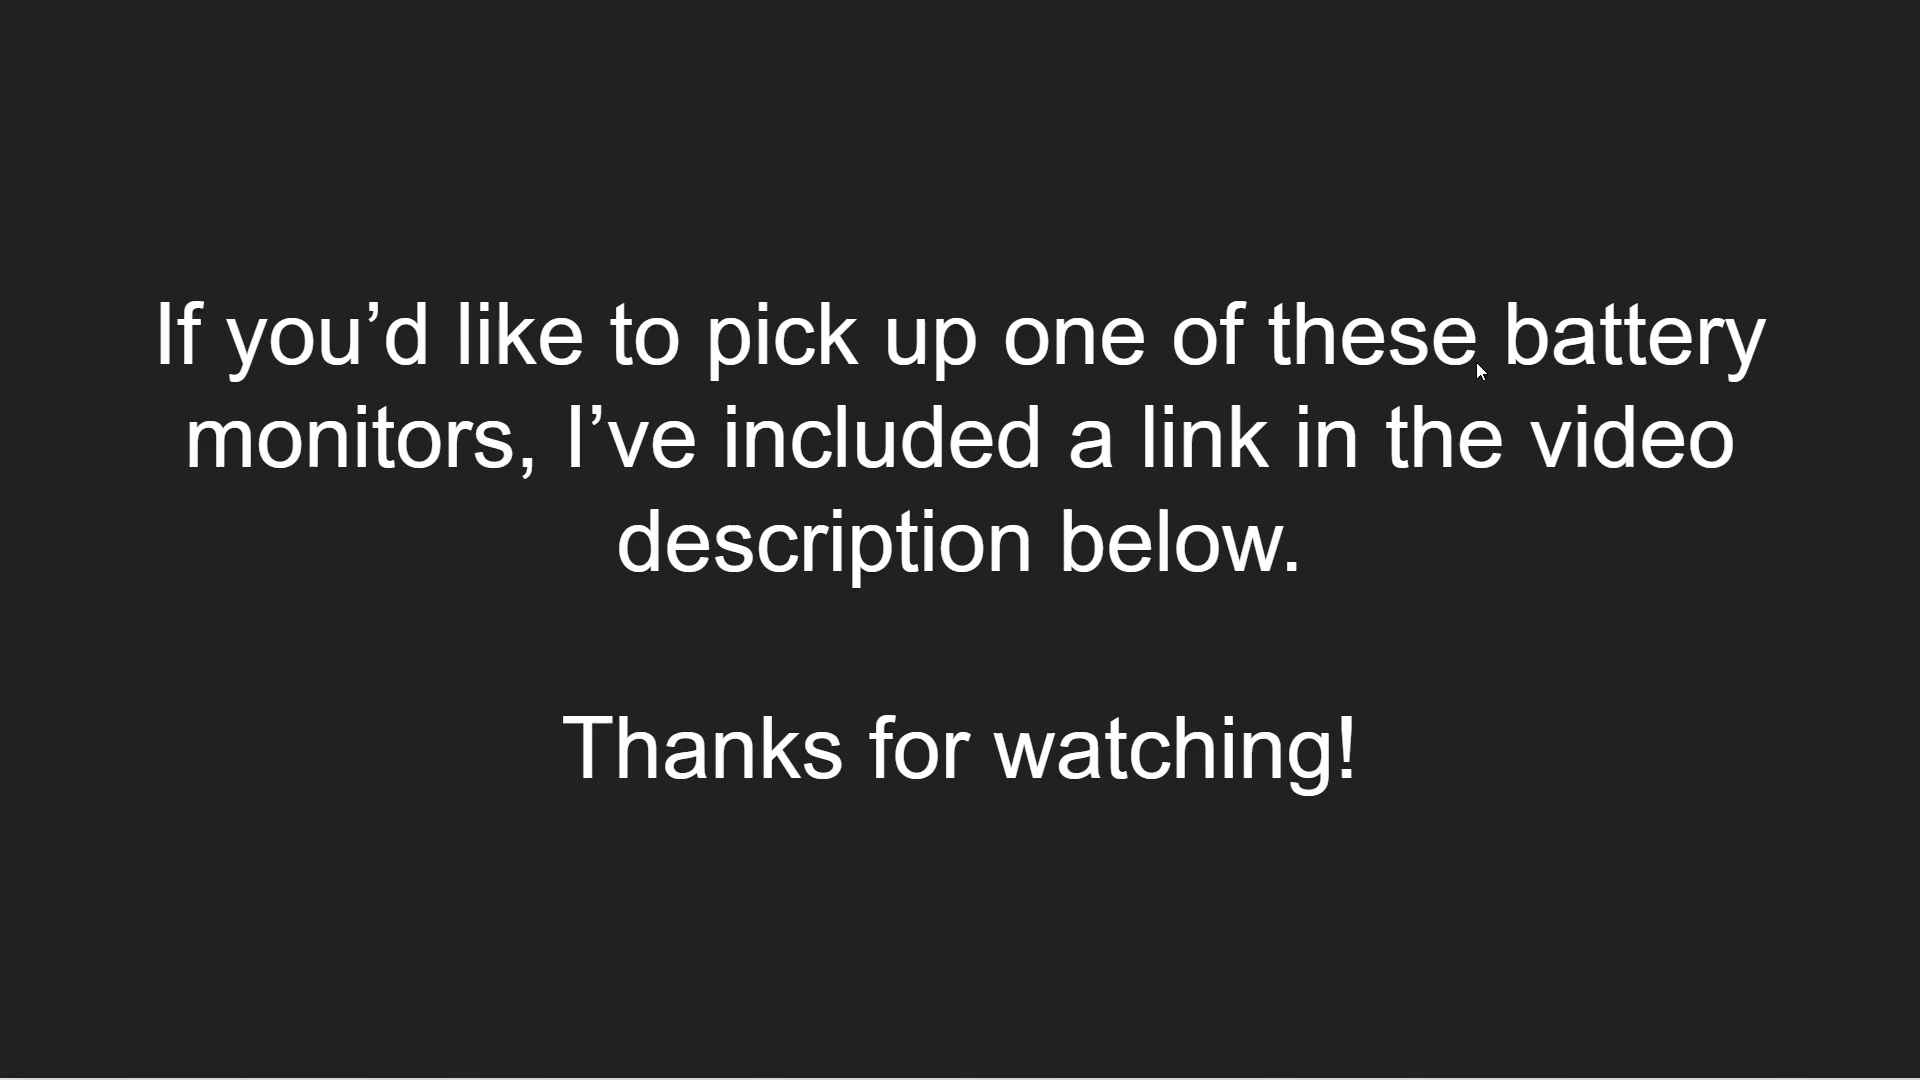 If you’d like to pick up one of these battery
monitors, I’ve included a link in the video
description below.
Thanks for watching!